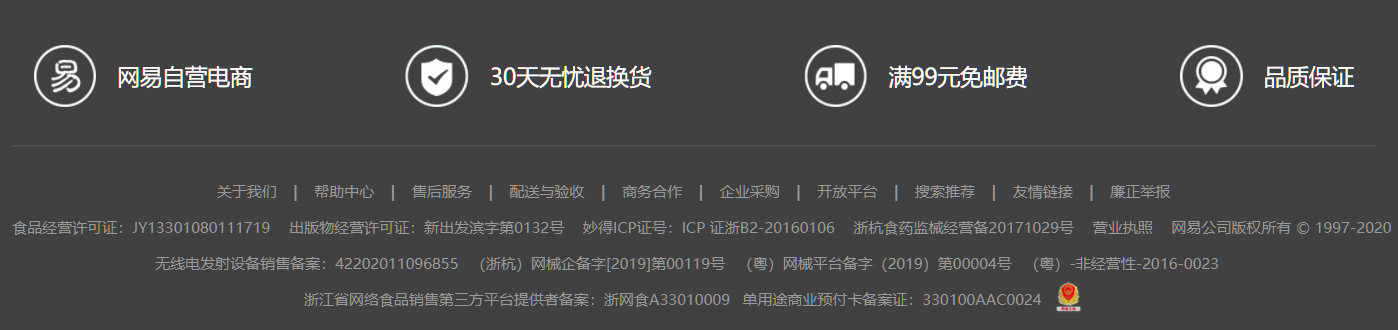 易 网易自营电商 30天无忧退换货 满99元免邮费 品质保证
关于我们 | 帮助中心 | 售后服务 | 配送与验收 | 商务合作 | 企业采购 | 开放平台 | 搜索推荐 | 友情链接 | 廉正举报
食品经营许可证：JY13301080111719 出版物经营许可证：新出发滨字第0132号 妙得ICP证号：ICP 证浙B2-20160106 浙杭食药监械经营备20171029号 营业执照 网易公司版权所有 © 1997-2020
无线电发射设备销售备案：42202011096855 （浙杭）网械企备字[2019]第00119号 （粤）网械平台备字（2019）第00004号 （粤）-非经营性-2016-0023
浙江省网络食品销售第三方平台提供者备案：浙网食A33010009 单用途商业预付卡备案证：330100AAC0024